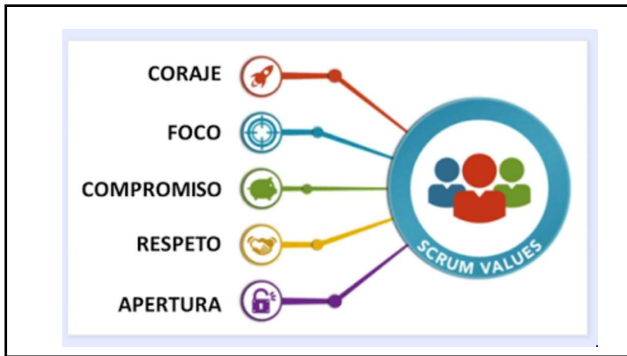 CORAJE
FOCO
COMPROMISO
RESPETO
APERTURA
SCRUM VALUES